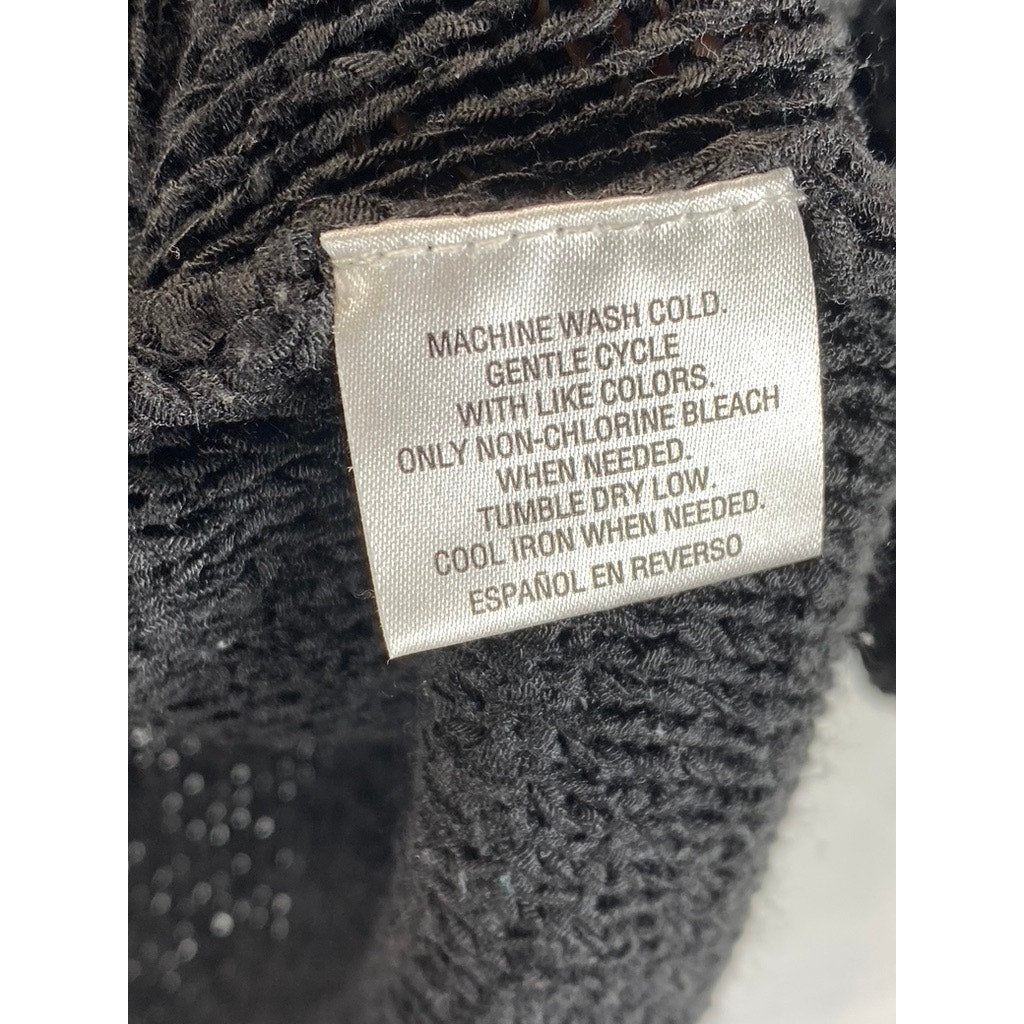 MACHINE WASH COLD.
GENTLE CYCLE
WITH LIKE COLORS.
ONLY NON-CHLORINE BLEACH
WHEN NEEDED.
TUMBLE DRY LOW.
COOL IRON WHEN NEEDED.
ESPAÑOL EN REVERSO